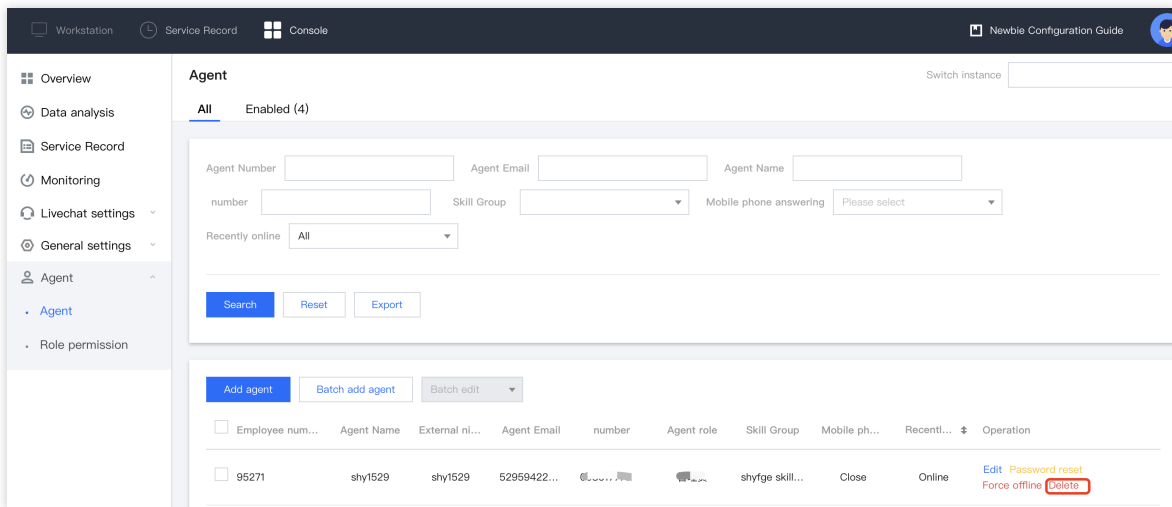 Workstation Service Record Console Newbie Configuration Guide
Overview
Data analysis
Service Record
Monitoring
Livechat settings
General settings
Agent
Agent
Role permission
Agent Switch instance
All Enabled (4)
Agent Number Agent Email Agent Name
number Skill Group Mobile phone answering Please select
Recently online All
Search Reset Export
Add agent Batch add agent Batch edit
Employee num... Agent Name External ni... Agent Email number Agent role Skill Group Mobile ph... Recentl... Operation
95271 shy1529 shy1529 52959422... shyfge skill... Close Online Edit Password reset
Force offline Delete